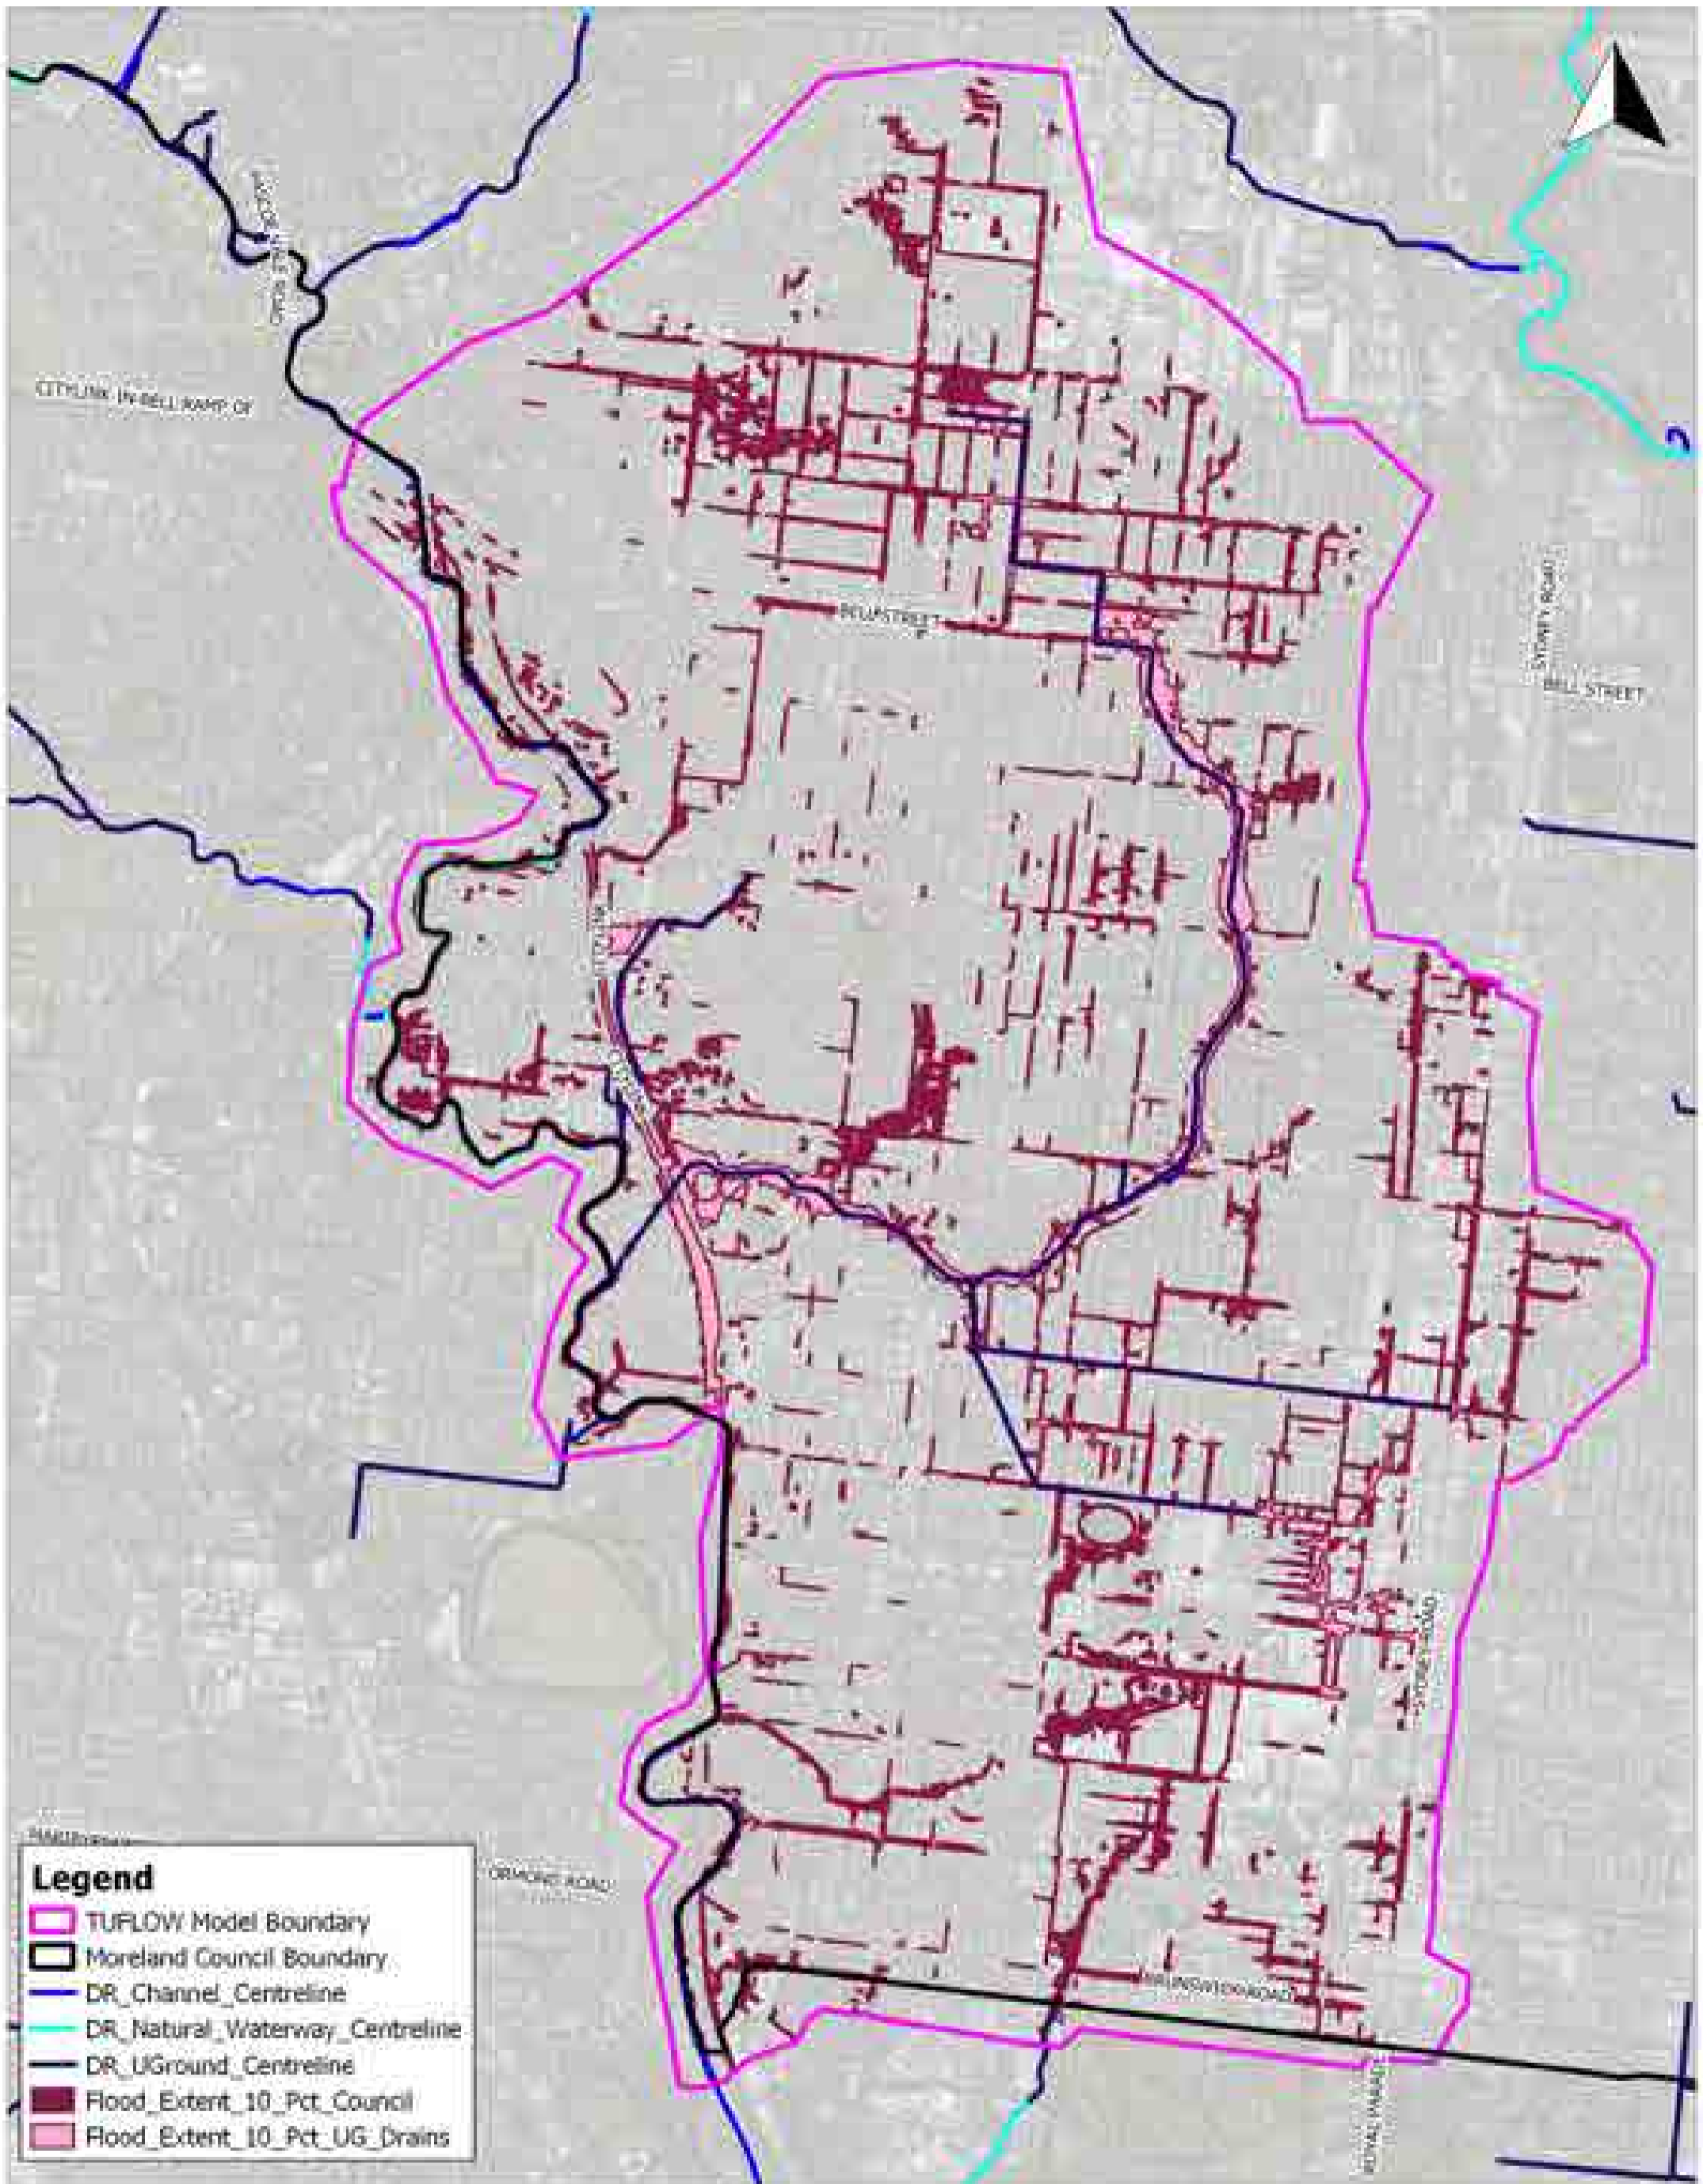 CITYLINK IN-BELL RAMP OF
BELL STREET
SYDNEY ROAD
BELL STREET
SYDNEY ROAD
ORMOND ROAD
BRUNSWICK ROAD
Legend
TUFLOW Model Boundary
Moreland Council Boundary
DR_Channel_Centreline
DR_Natural_Waterway_Centreline
DR_UGround_Centreline
Flood_Extent_10_Pct_Council
Flood_Extent_10_Pct_UG_Drains